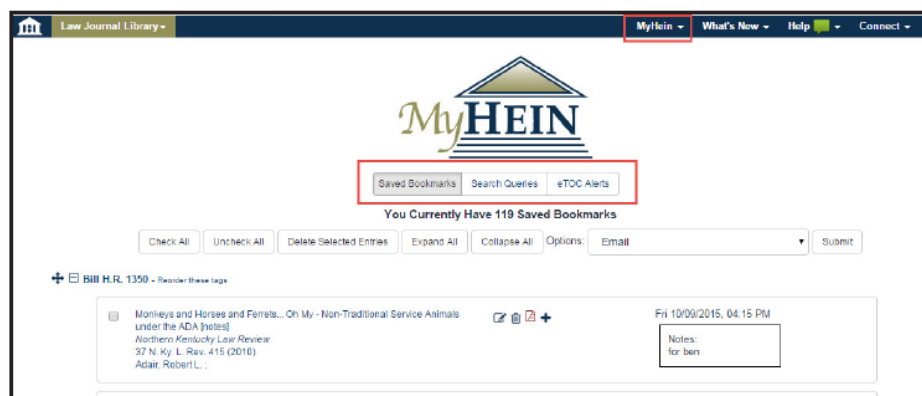 Law Journal Library
MyHein
What's New
Help
Connect
MyHEIN
Saved Bookmarks
Search Queries
eTOC Alerts
You Currently Have 119 Saved Bookmarks
Check All
Uncheck All
Delete Selected Entries
Expand All
Collapse All
Options:
Email
Submit
Bill H.R. 1350 - Reorder these tags
Monkeys and Horses and Ferrets... Oh My - Non-Traditional Service Animals
under the ADA [notes]
Northern Kentucky Law Review
37 N. Ky. L. Rev. 415 (2010)
Adair, Robert L. ;
Fri 10/09/2015, 04:15 PM
Notes:
for ben